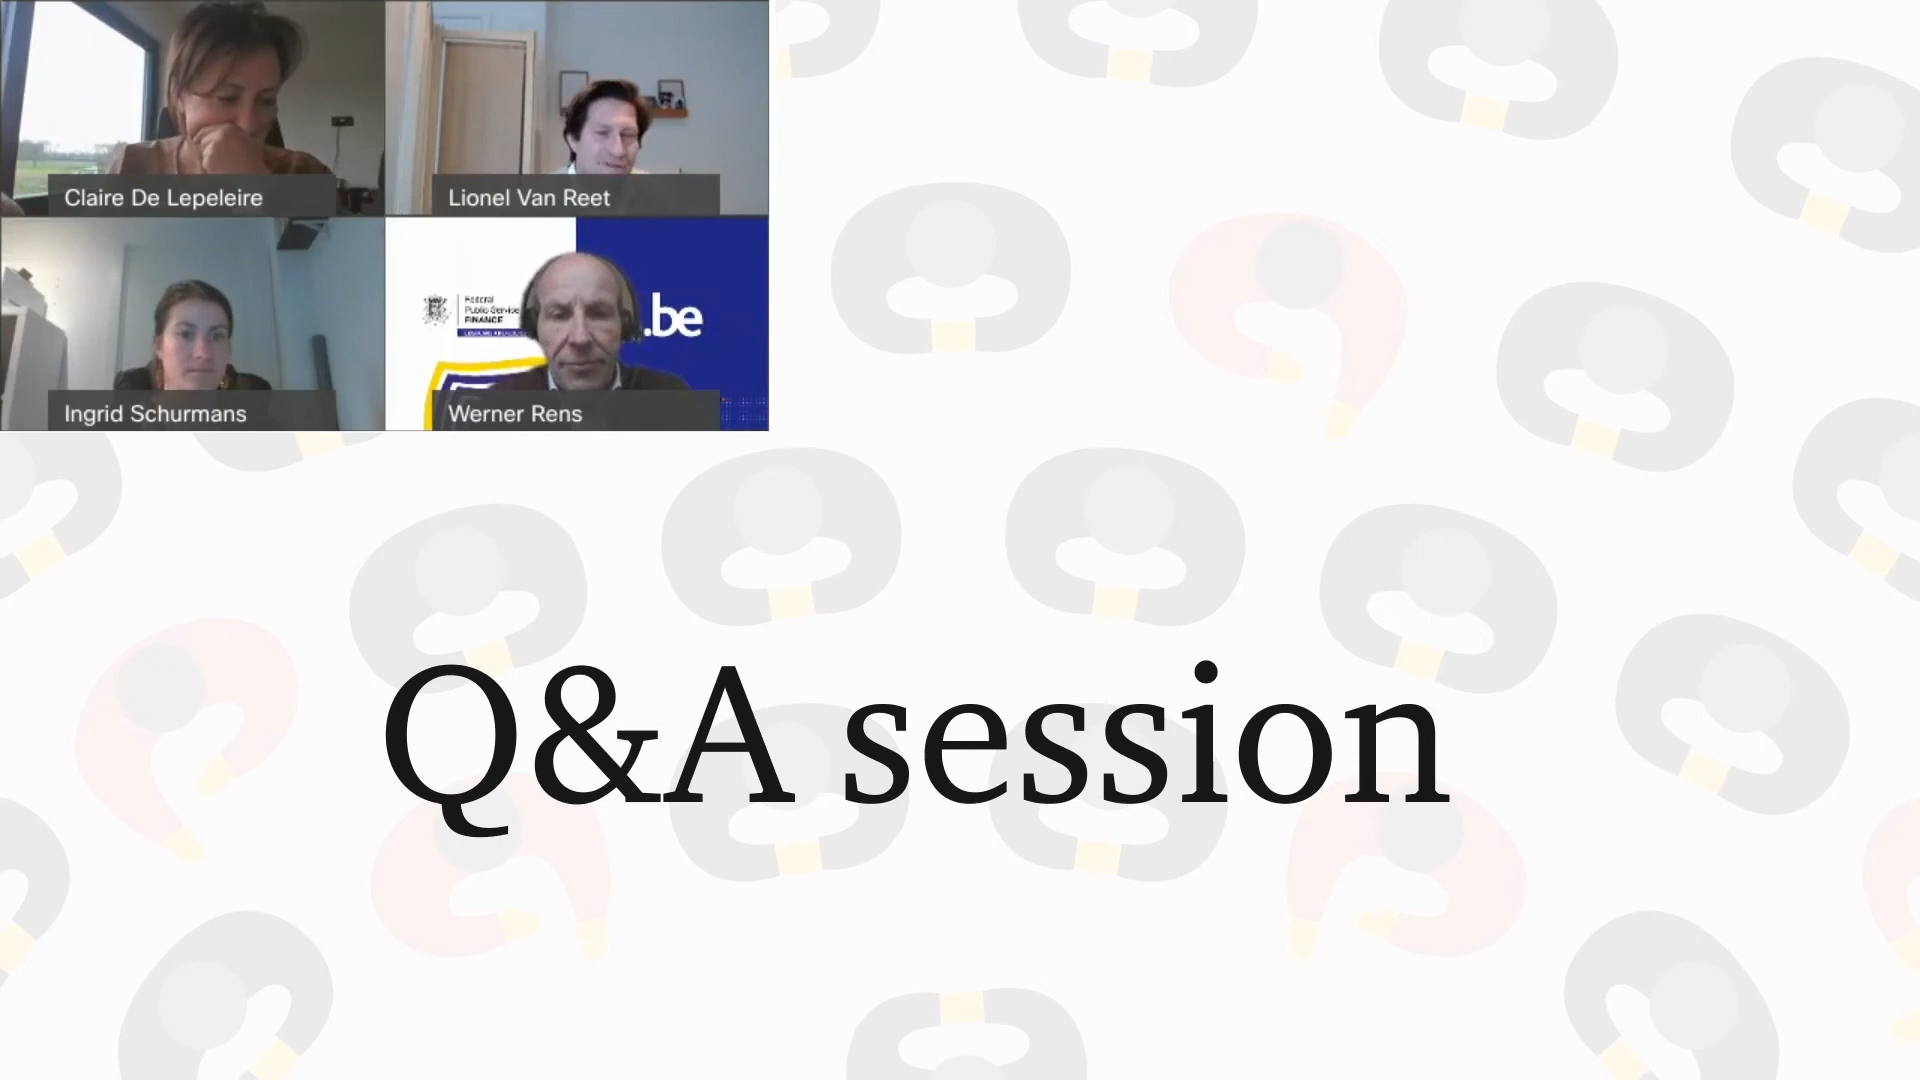 Claire De Lepeleire
Lionel Van Reet
Ingrid Schurmans
Federal
Public Service
FINANCE
.be
Werner Rens
Q&A session